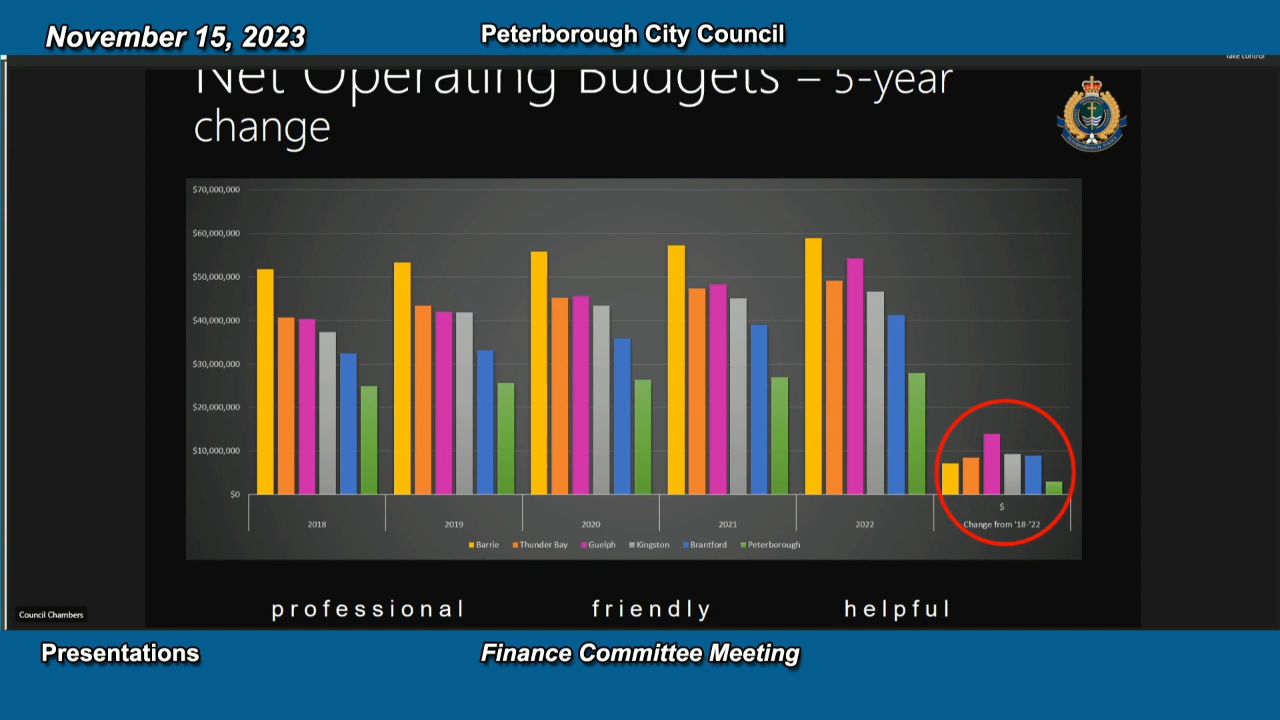 November 15, 2023
Peterborough City Council
Take Control
Net Operating Budgets – 5-year
change
$70,000,000
$60,000,000
$50,000,000
$40,000,000
$30,000,000
$20,000,000
$10,000,000
$0
$
2018 2019 2020 2021 2022 Change from '18-'22
Barrie Thunder Bay Guelph Kingston Brantford Peterborough
professional friendly helpful
Council Chambers
Presentations
Finance Committee Meeting